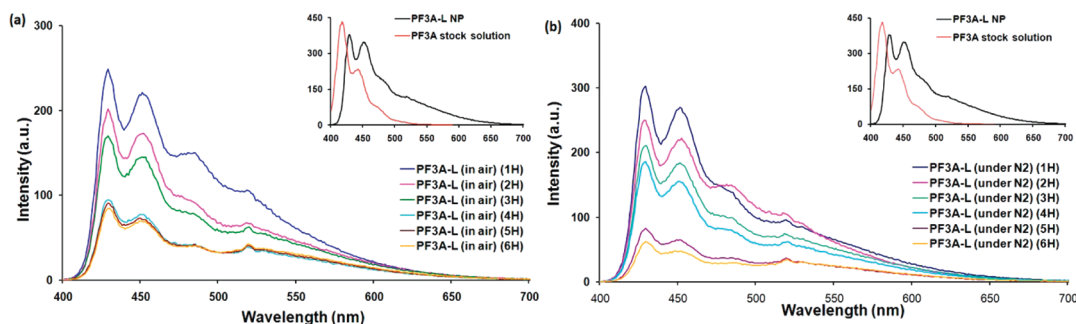 (a)
300
200
100
0
Intensity (a.u.)
400
450
500
550
600
650
700
Wavelength (nm)
450
300
150
0
400
450
500
550
600
650
700
PF3A-L NP
PF3A stock solution
PF3A-L (in air) (1H)
PF3A-L (in air) (2H)
PF3A-L (in air) (3H)
PF3A-L (in air) (4H)
PF3A-L (in air) (5H)
PF3A-L (in air) (6H)
(b)
400
300
200
100
0
Intensity (a.u.)
400
450
500
550
600
650
700
Wavelength (nm)
450
300
150
0
400
450
500
550
600
650
700
PF3A-L NP
PF3A stock solution
PF3A-L (under N2) (1H)
PF3A-L (under N2) (2H)
PF3A-L (under N2) (3H)
PF3A-L (under N2) (4H)
PF3A-L (under N2) (5H)
PF3A-L (under N2) (6H)